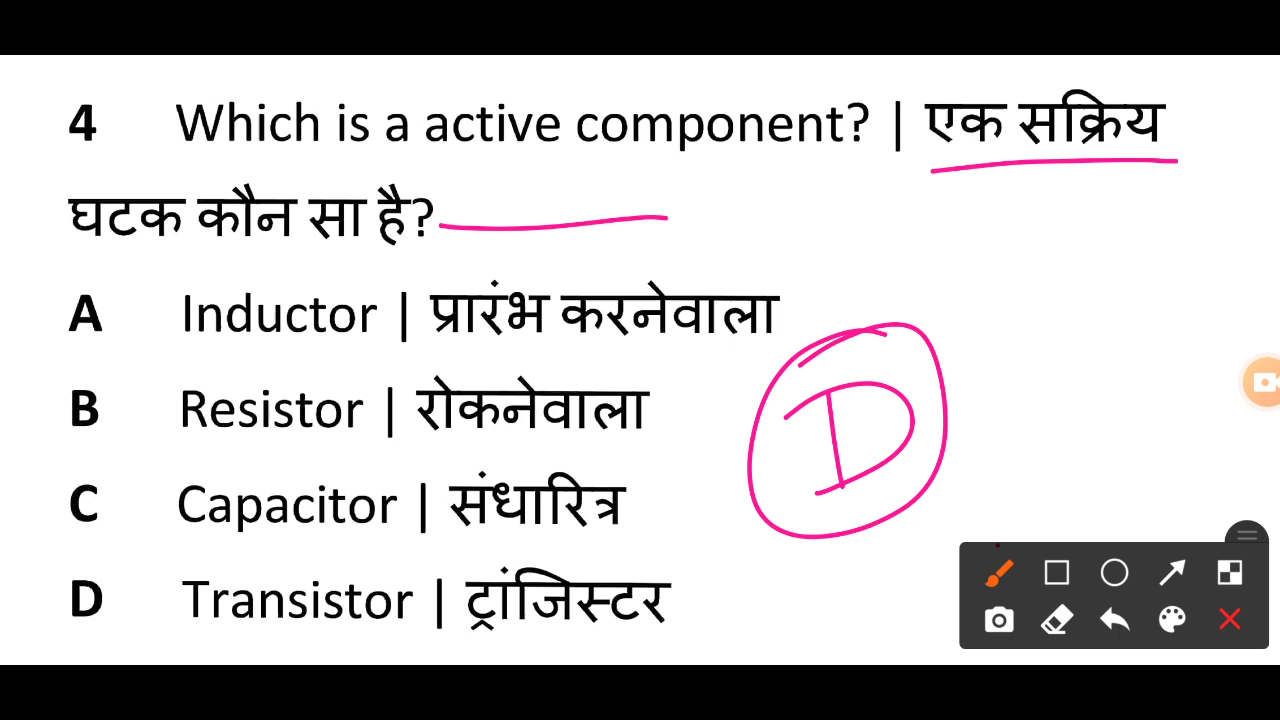 4 Which is a active component? | एक सक्रिय
घटक कौन सा है?
A Inductor | प्रारंभ करनेवाला
B Resistor | रोकनेवाला
D
C Capacitor | संधारित्र
D Transistor | ट्रांजिस्टर